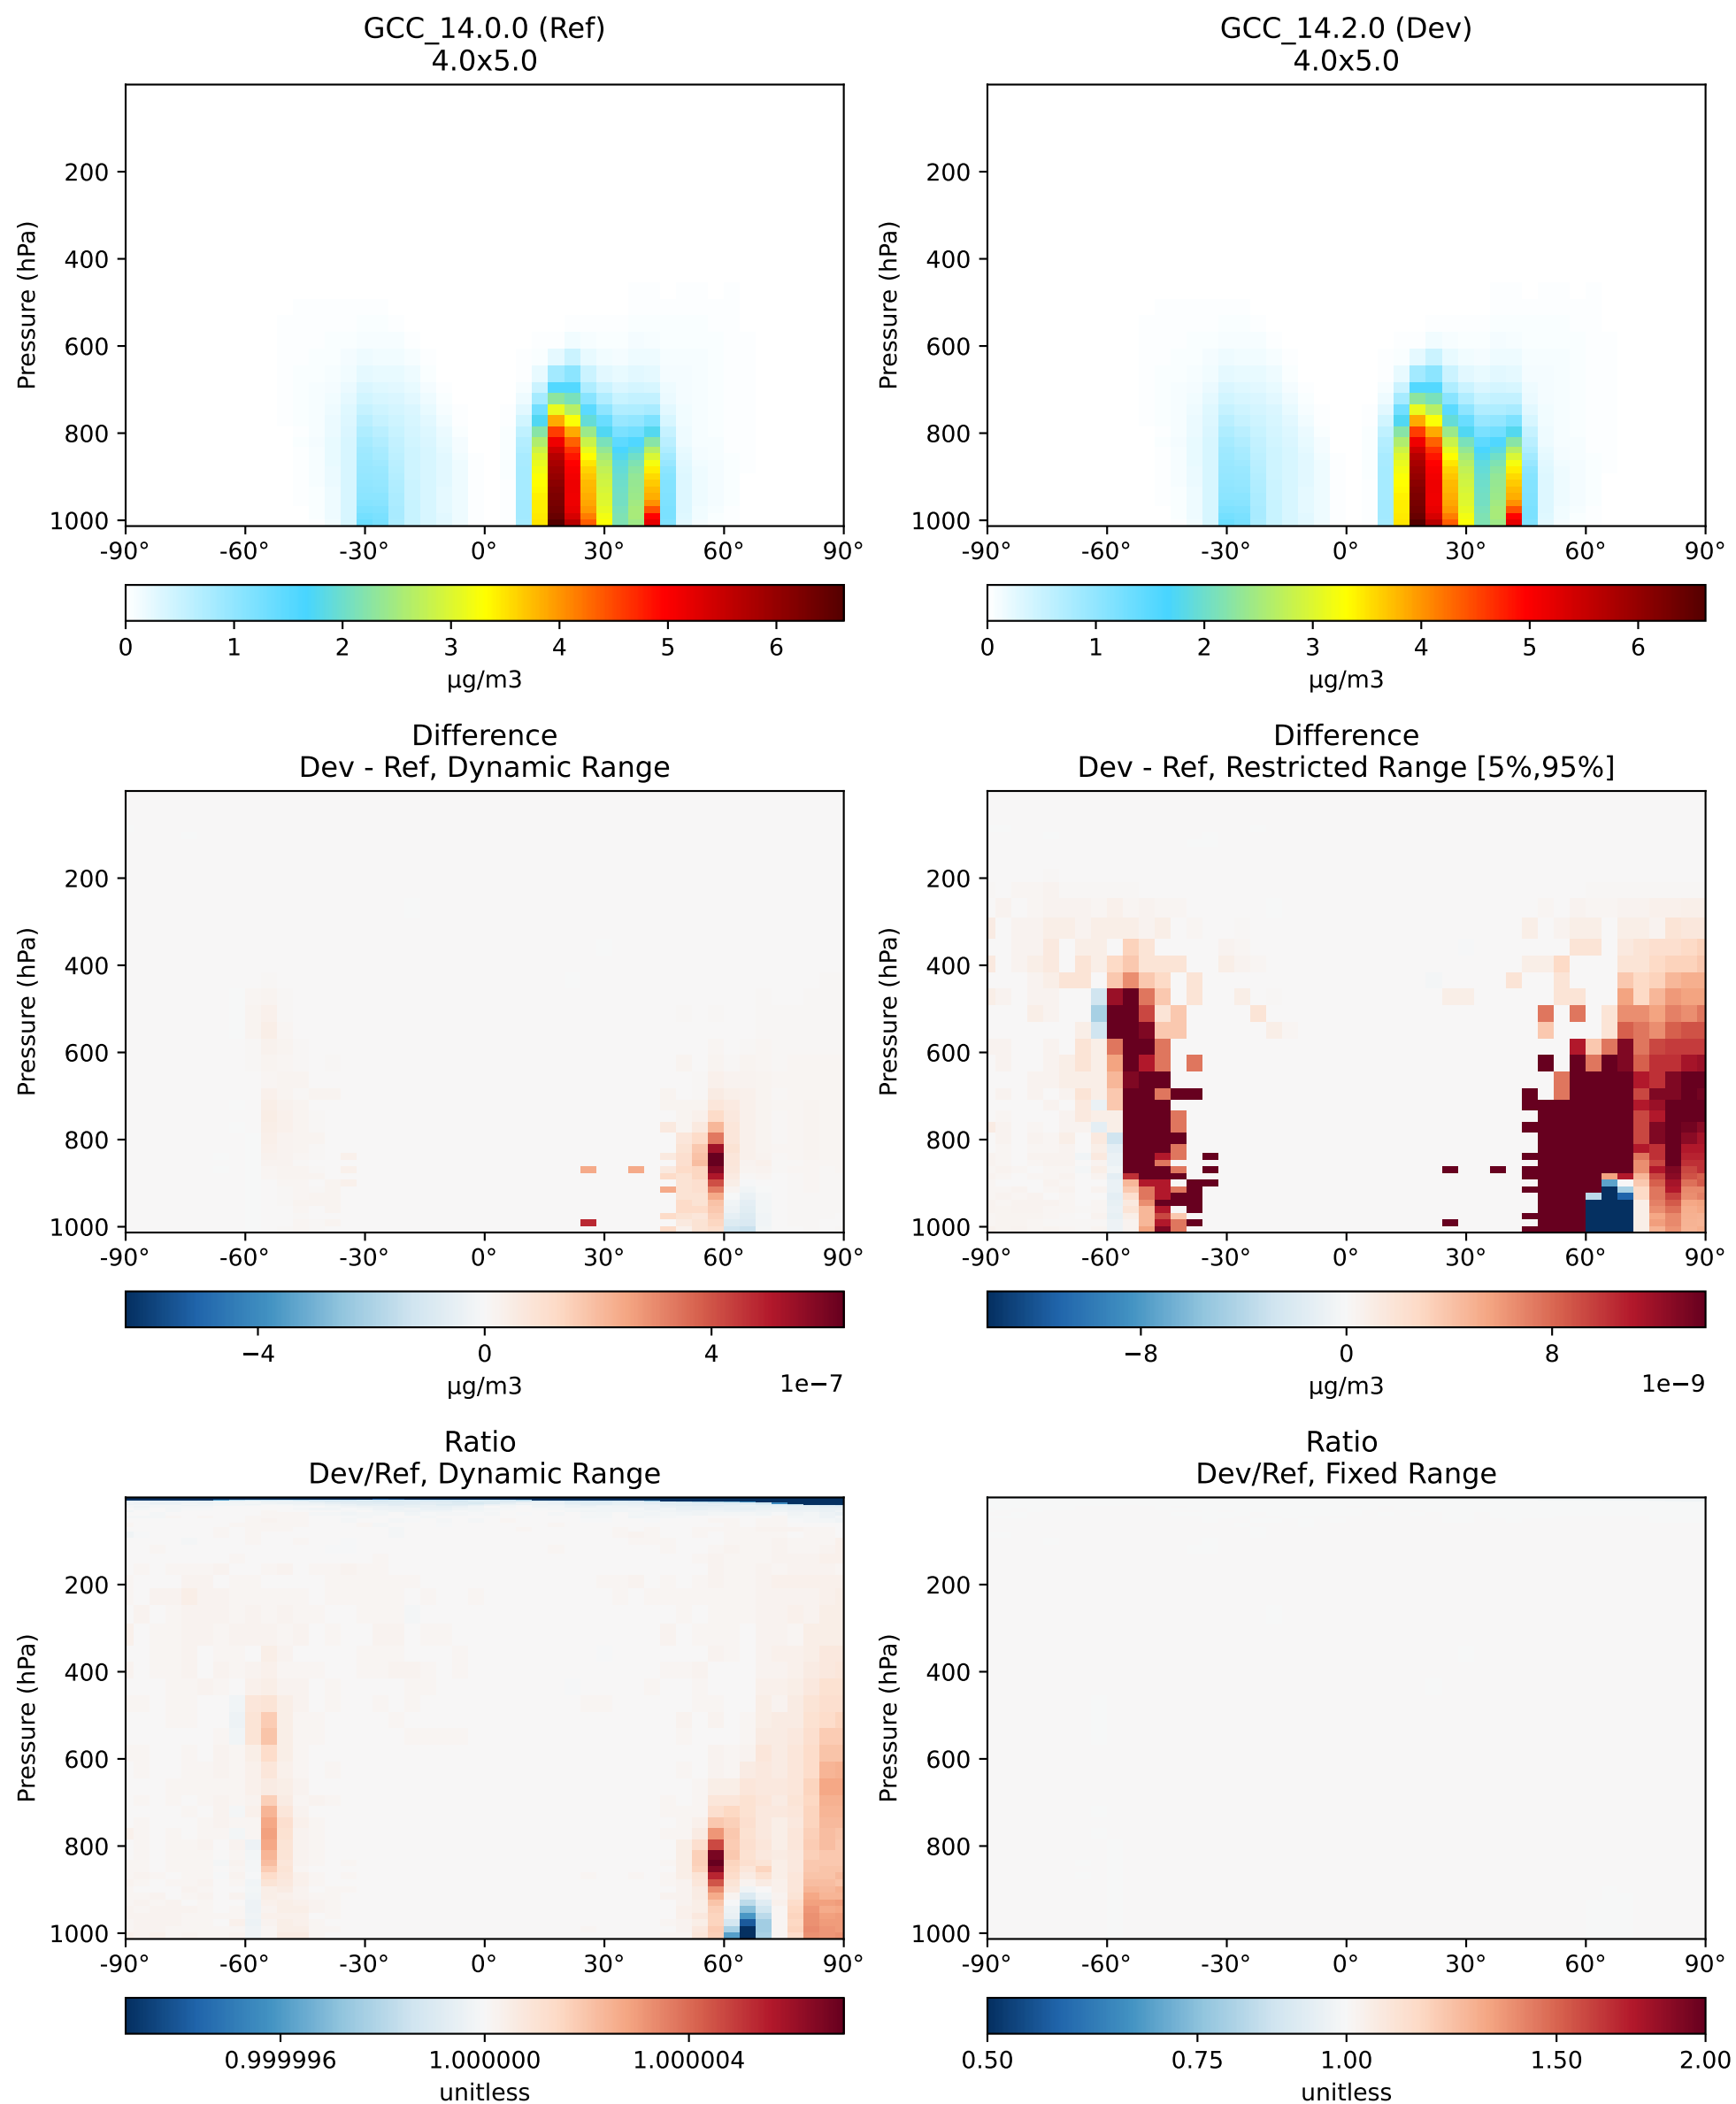 GCC_14.0.0 (Ref)
4.0x5.0
Pressure (hPa)
200
400
600
800
1000
-90° -60° -30° 0° 30° 60° 90°
0 1 2 3 4 5 6
µg/m3
GCC_14.2.0 (Dev)
4.0x5.0
Pressure (hPa)
200
400
600
800
1000
-90° -60° -30° 0° 30° 60° 90°
0 1 2 3 4 5 6
µg/m3
Difference
Dev - Ref, Dynamic Range
Pressure (hPa)
200
400
600
800
1000
-90° -60° -30° 0° 30° 60° 90°
−4 0 4
µg/m3
1e−7
Difference
Dev - Ref, Restricted Range [5%,95%]
Pressure (hPa)
200
400
600
800
1000
-90° -60° -30° 0° 30° 60° 90°
−8 0 8
µg/m3
1e−9
Ratio
Dev/Ref, Dynamic Range
Pressure (hPa)
200
400
600
800
1000
-90° -60° -30° 0° 30° 60° 90°
0.999996 1.000000 1.000004
unitless
Ratio
Dev/Ref, Fixed Range
Pressure (hPa)
200
400
600
800
1000
-90° -60° -30° 0° 30° 60° 90°
0.50 0.75 1.00 1.50 2.00
unitless